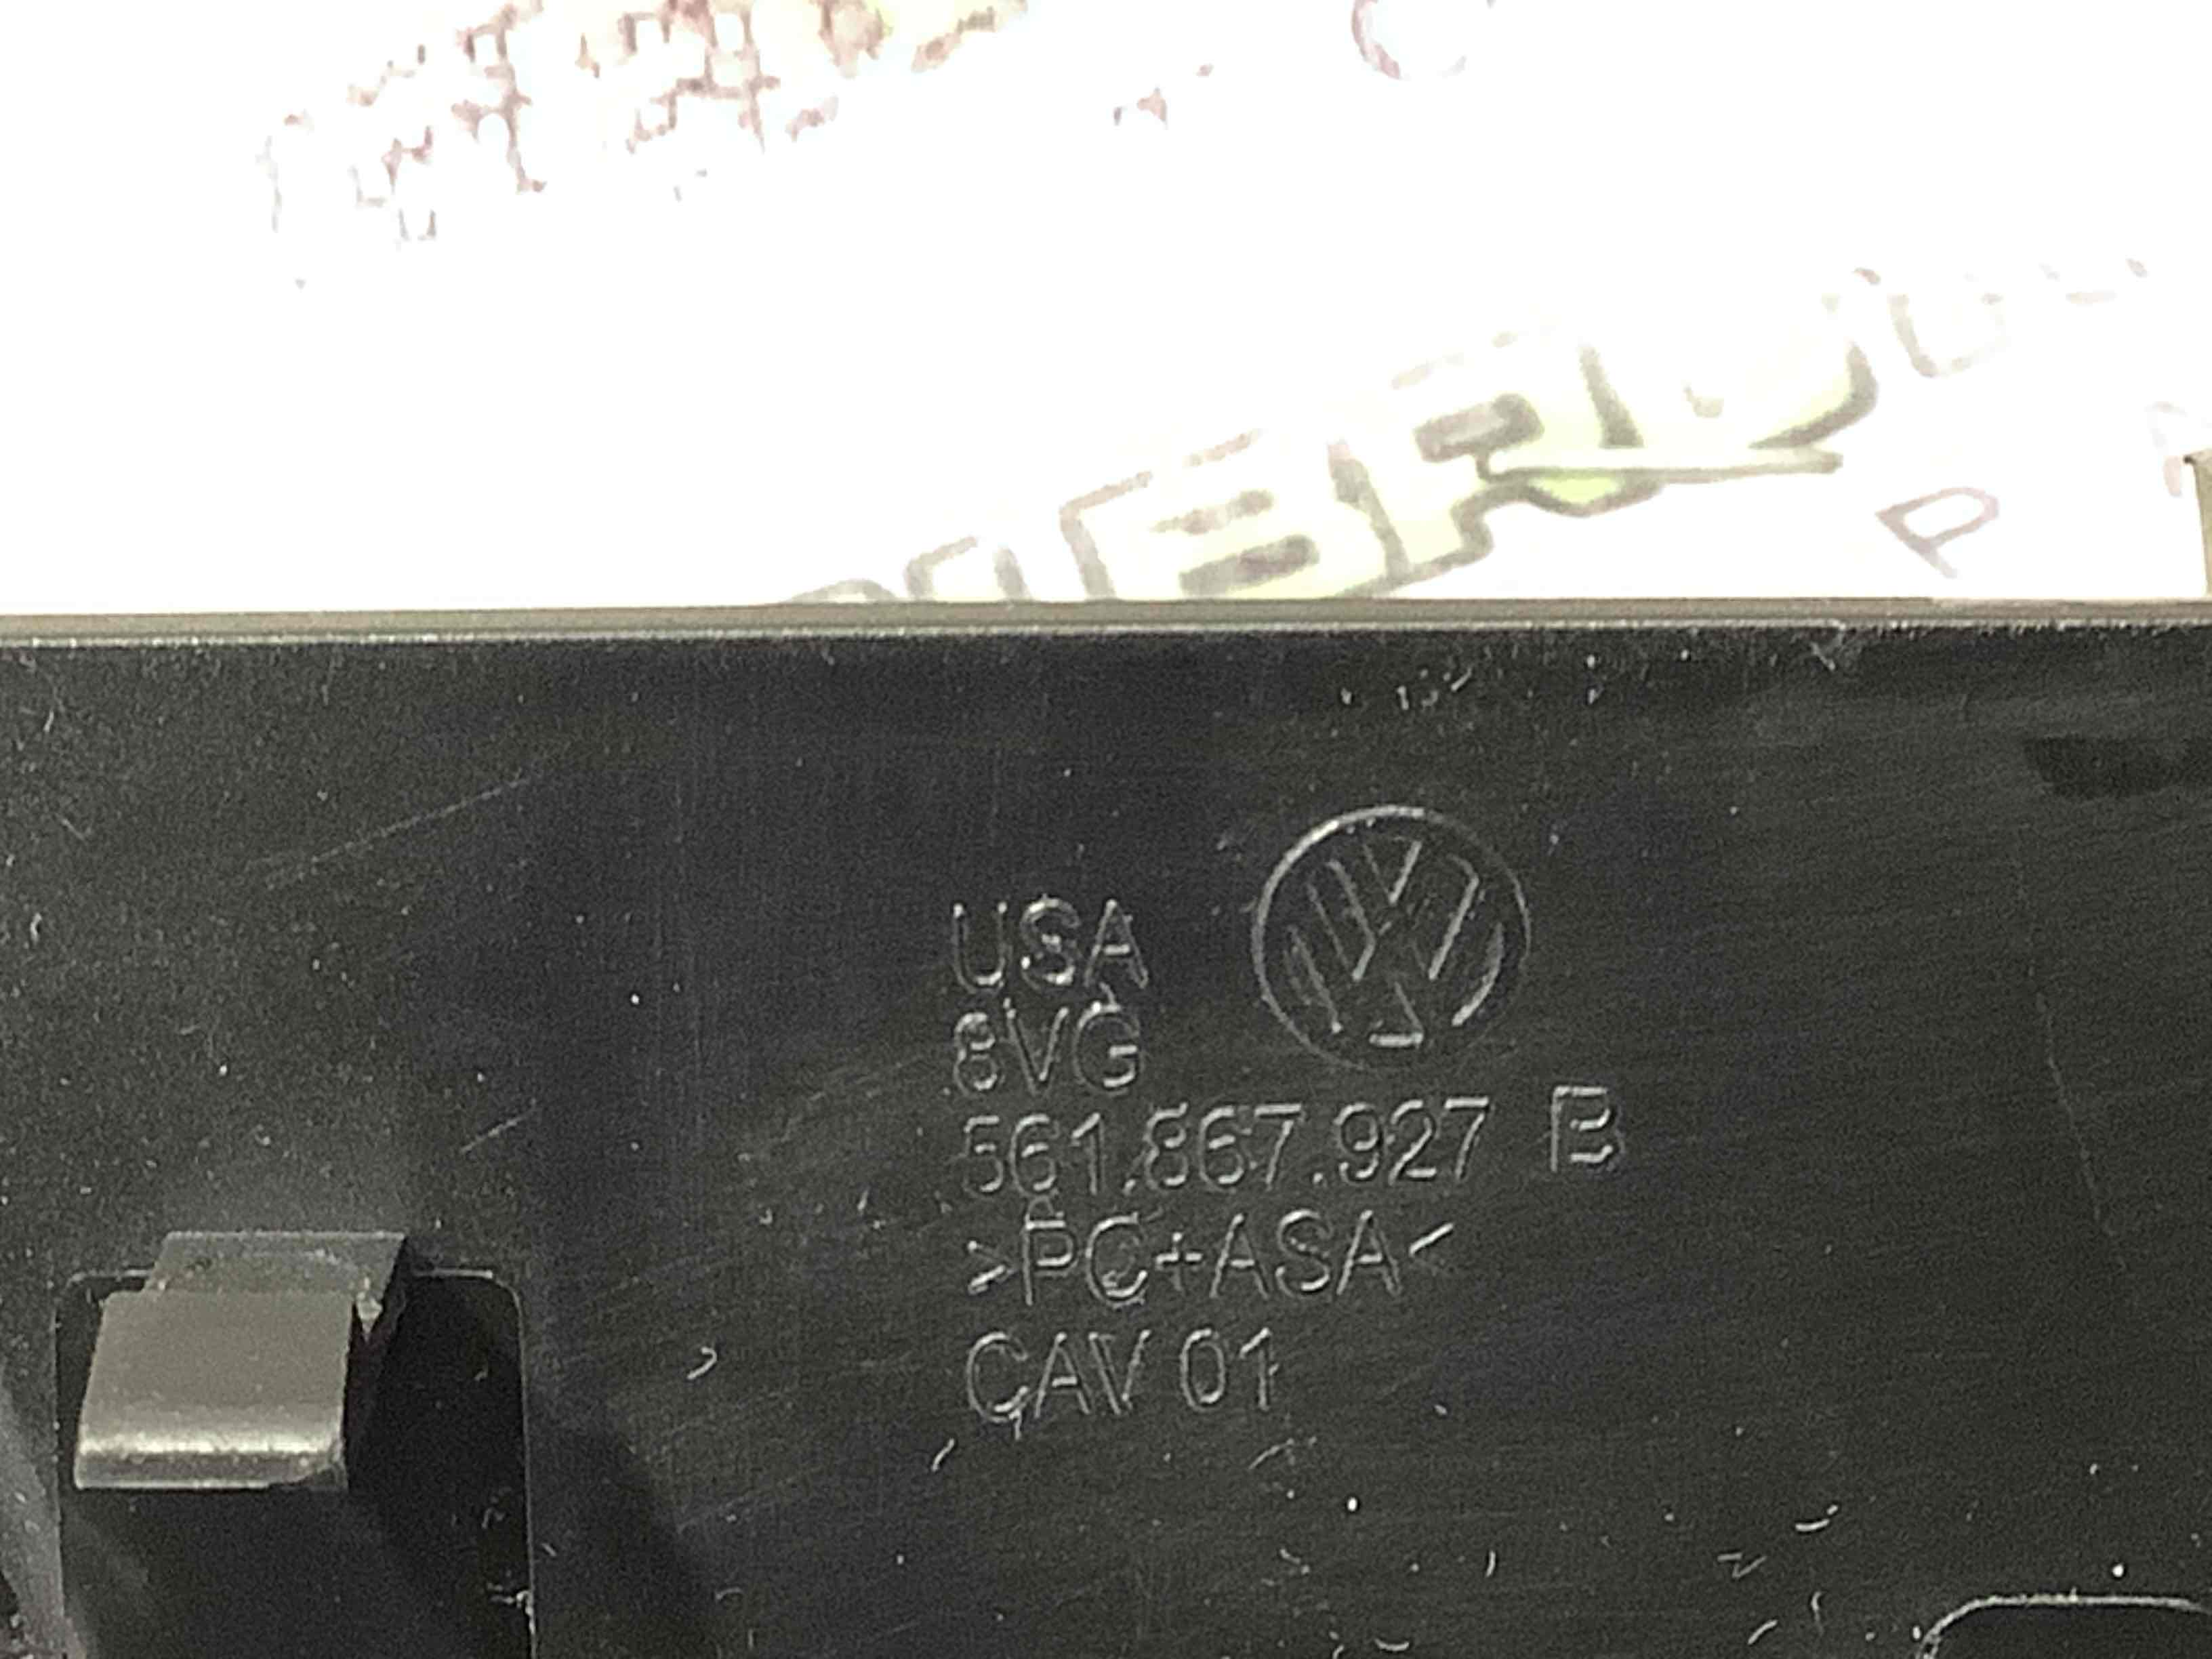 USA
8VG
561.867.927 B
>PC+ASA<
CAV 01